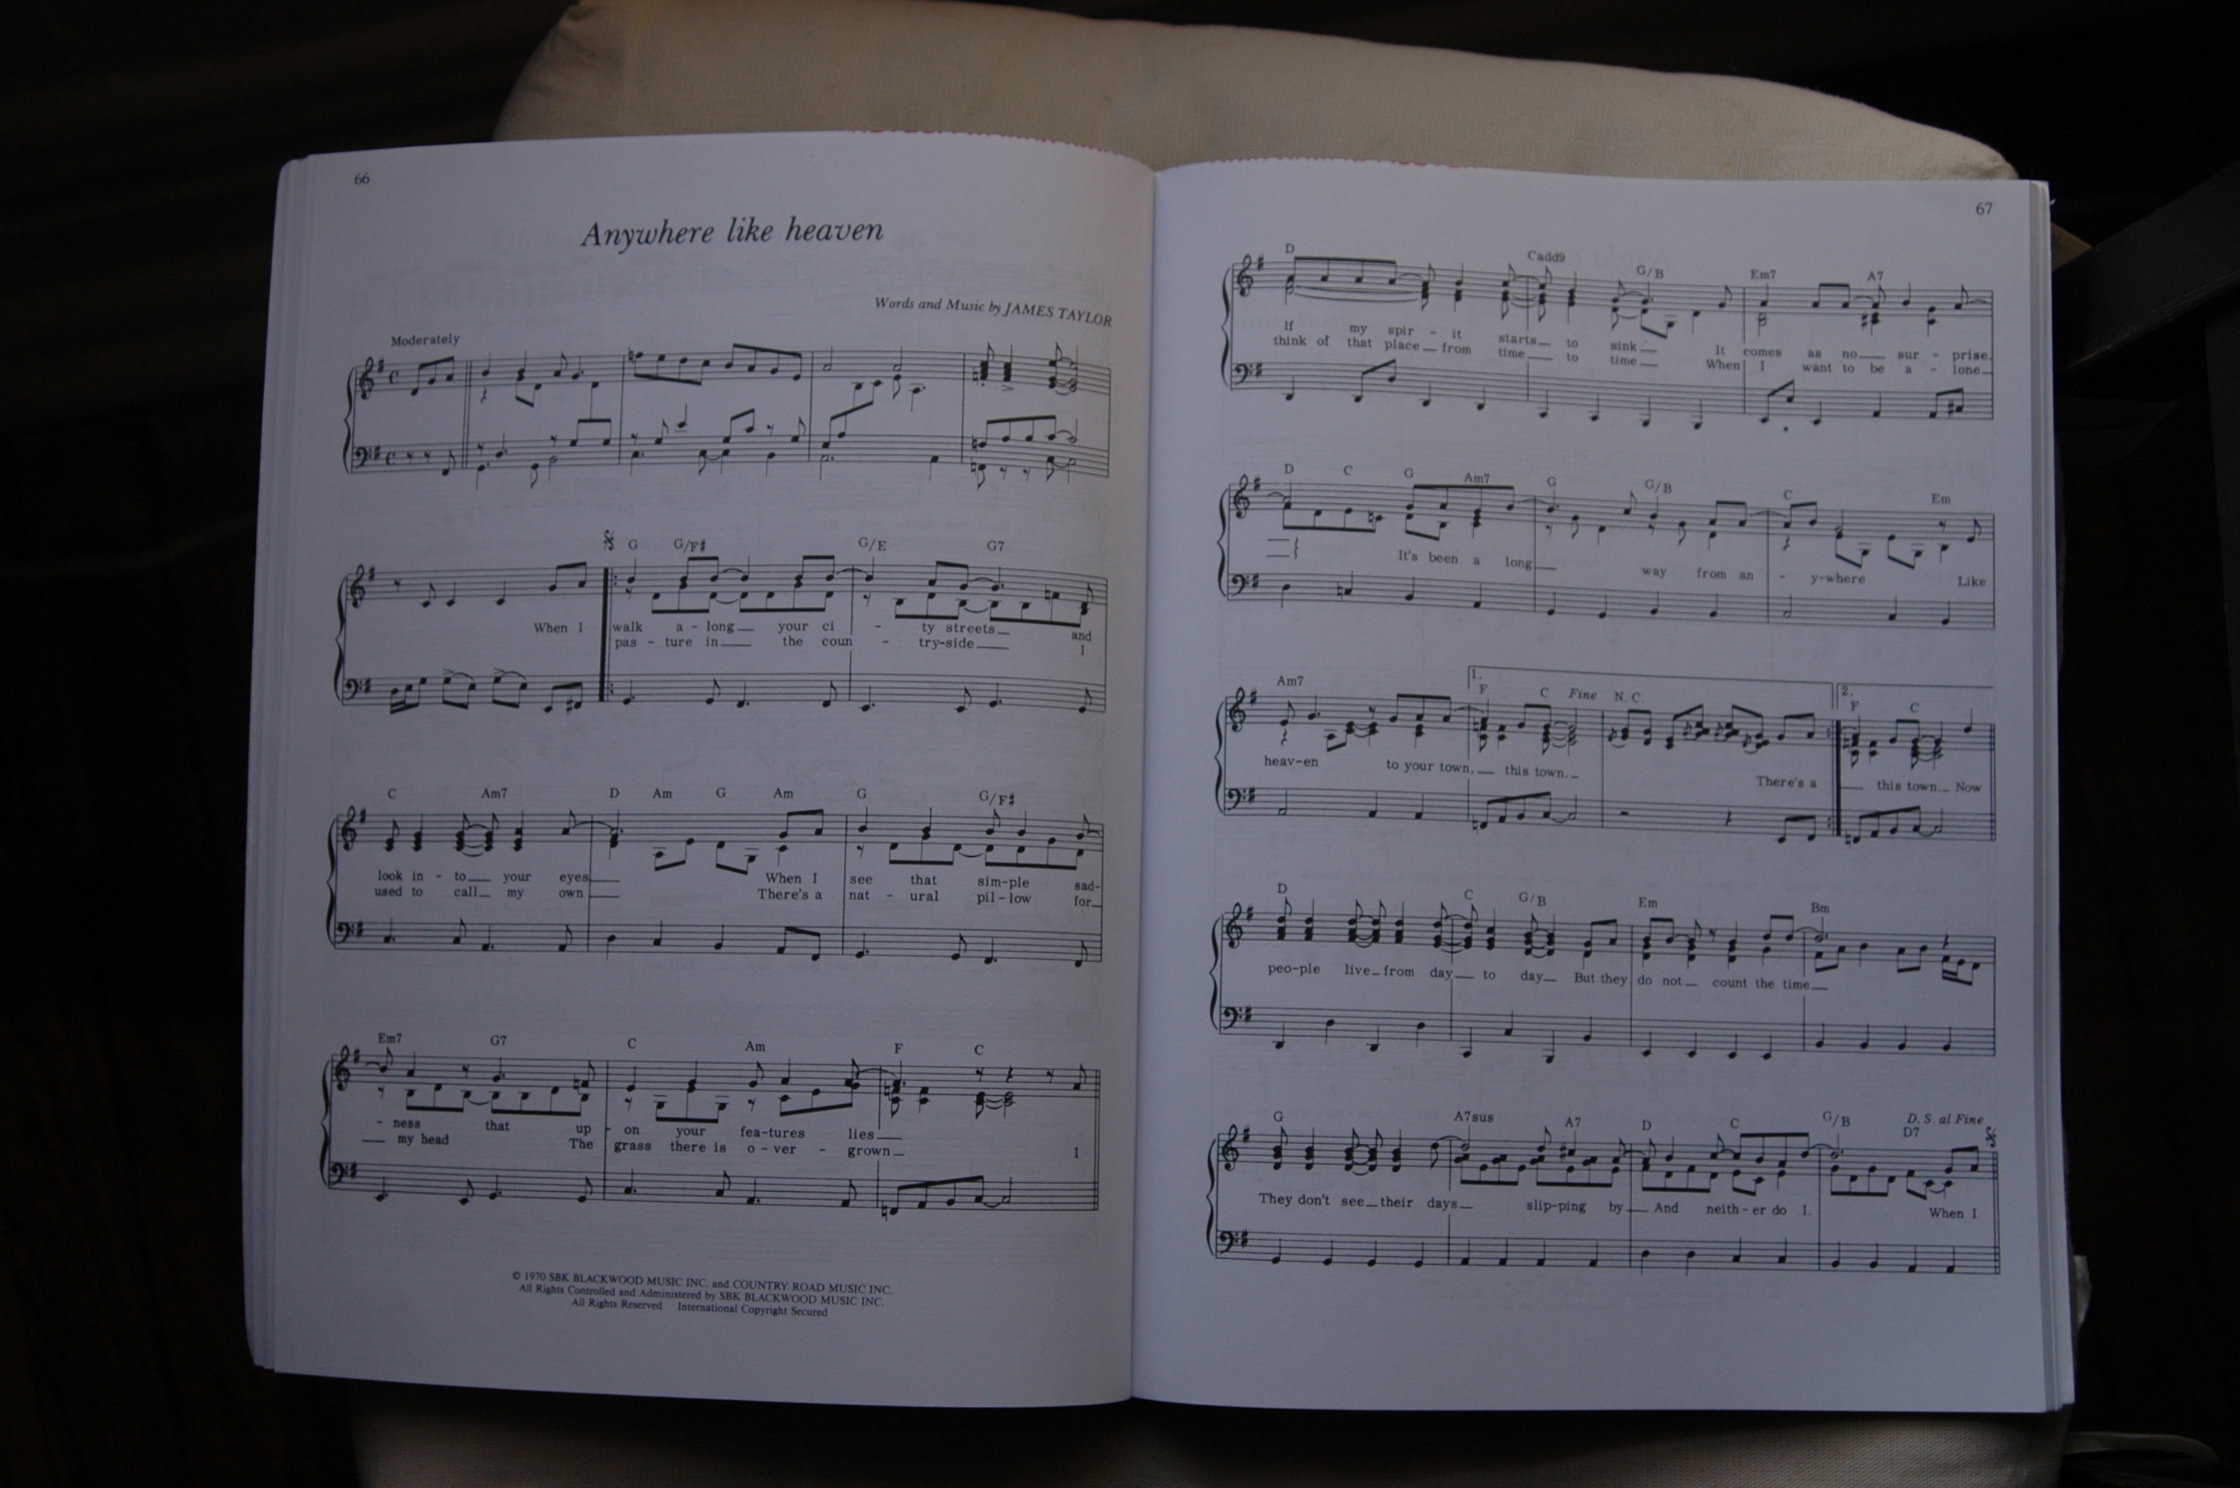 66
Anywhere like heaven
Words and Music by JAMES TAYLOR
Moderately
G G/F♯ G/E G7
When I walk a - long your ci - ty streets and
pas - ture in the coun - try-side I
C Am7 D Am G Am G G/F♯
look in - to your eyes When I see that sim-ple sad-
used to call my own There's a nat - ural pil-low for
Em7 G7 C Am F C
- ness that up - on your fea-tures lies
my head The grass there is o-ver - grown I
© 1970 SBK BLACKWOOD MUSIC INC. and COUNTRY ROAD MUSIC INC.
All Rights Controlled and Administered by SBK BLACKWOOD MUSIC INC.
All Rights Reserved International Copyright Secured
67
D Cadd9 G/B Em7 A7
If my spir - it starts to sink It comes as no sur - prise.
think of that place from time to time When I want to be a - lone
D C G Am7 G G/B C Em
It's been a long way from an - y-where Like
Am7 1. F C Fine N.C. 2. F C
heav-en to your town, this town. There's a this town. Now
D C G/B Em Bm
peo-ple live from day to day But they do not count the time
G A7sus A7 D C G/B D7 D.S. al Fine
They don't see their days slip-ping by And neith-er do I. When I